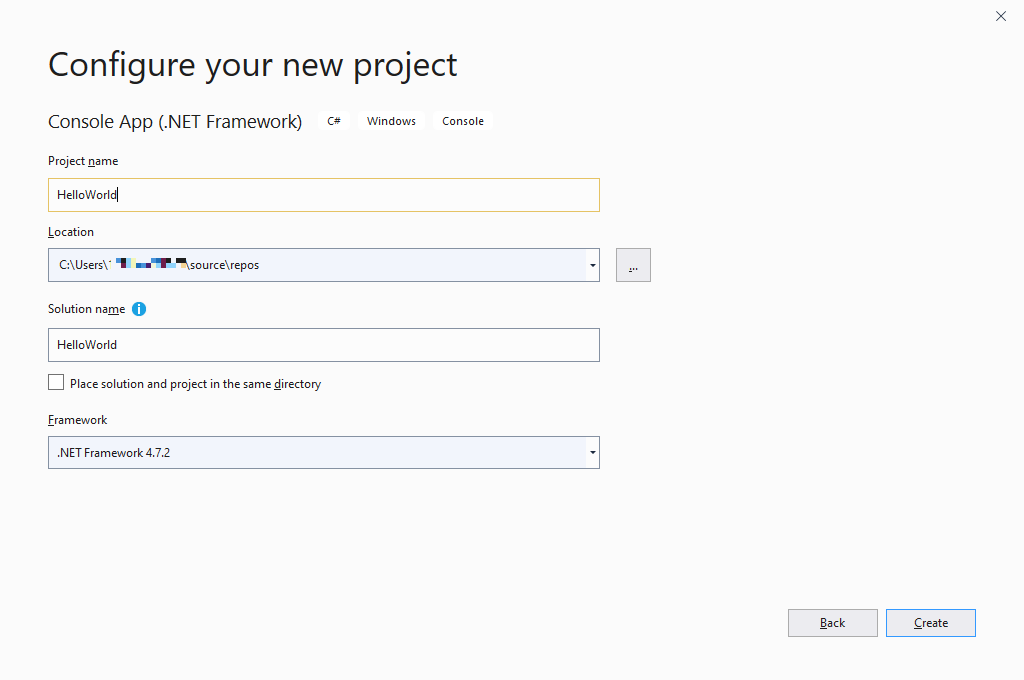 Configure your new project
Console App (.NET Framework) C# Windows Console
Project name
HelloWorld
Location
C:\Users\ \source\repos
...
Solution name
HelloWorld
Place solution and project in the same directory
Framework
.NET Framework 4.7.2
Back Create